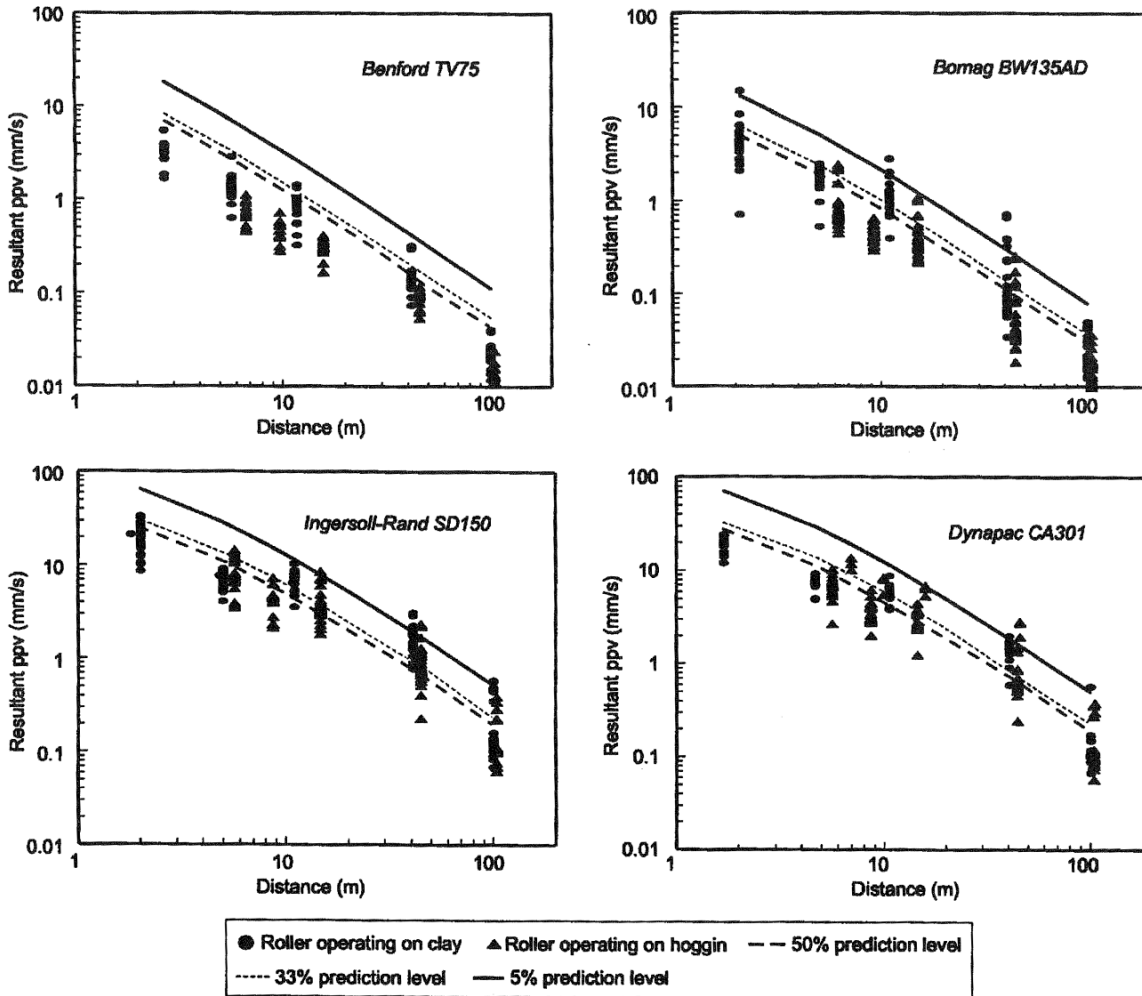 Benford TV75
Resultant ppv (mm/s)
100
10
1
0.1
0.01
1
10
100
Distance (m)
Bomag BW135AD
Resultant ppv (mm/s)
100
10
1
0.1
0.01
1
10
100
Distance (m)
Ingersoll-Rand SD150
Resultant ppv (mm/s)
100
10
1
0.1
0.01
1
10
100
Distance (m)
Dynapac CA301
Resultant ppv (mm/s)
100
10
1
0.1
0.01
1
10
100
Distance (m)
Roller operating on clay Roller operating on hoggin 50% prediction level
33% prediction level 5% prediction level